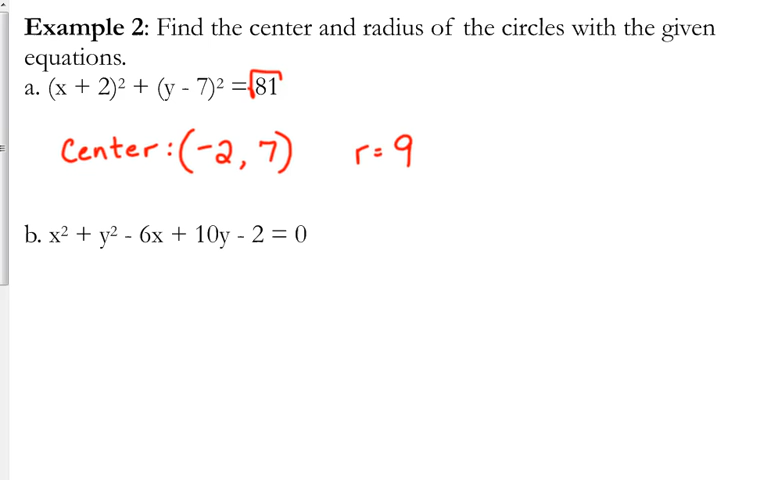 Example 2: Find the center and radius of the circles with the given
equations.
a. (x + 2)² + (y - 7)² = √81
Center: (-2, 7) r = 9
b. x² + y² - 6x + 10y - 2 = 0